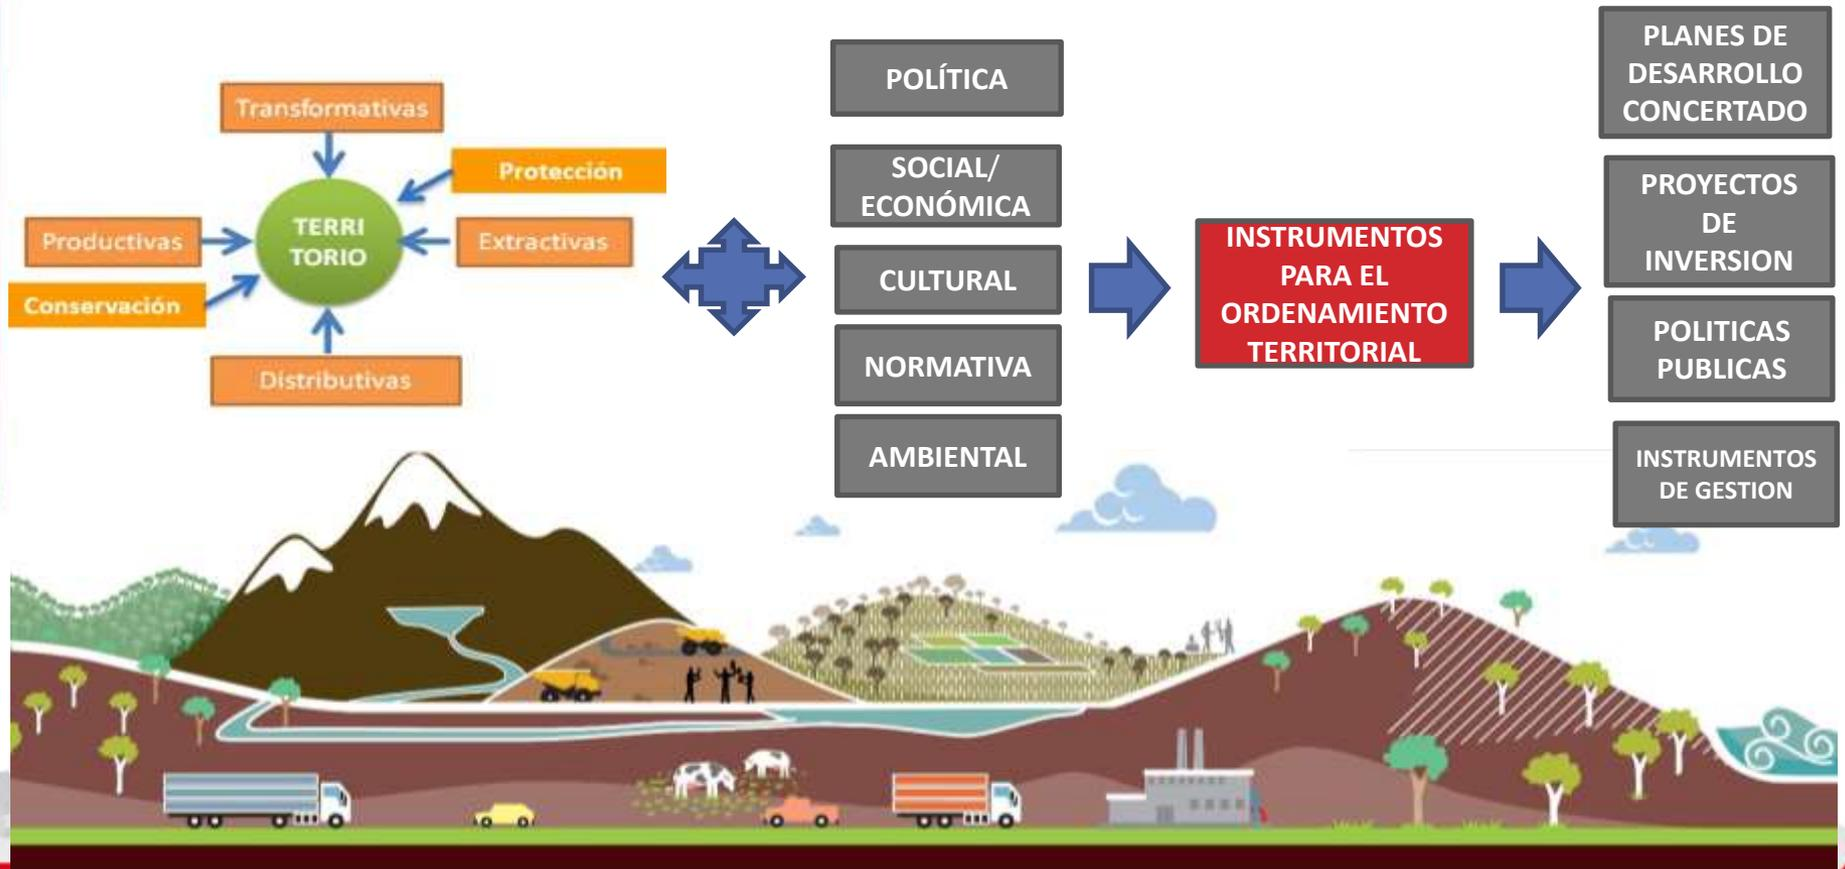 Transformativas
Protección
TERRI
TORIO
Productivas
Extractivas
Conservación
Distributivas
POLÍTICA
SOCIAL/
ECONÓMICA
CULTURAL
NORMATIVA
AMBIENTAL
INSTRUMENTOS
PARA EL
ORDENAMIENTO
TERRITORIAL
PLANES DE
DESARROLLO
CONCERTADO
PROYECTOS
DE
INVERSION
POLITICAS
PUBLICAS
INSTRUMENTOS
DE GESTION